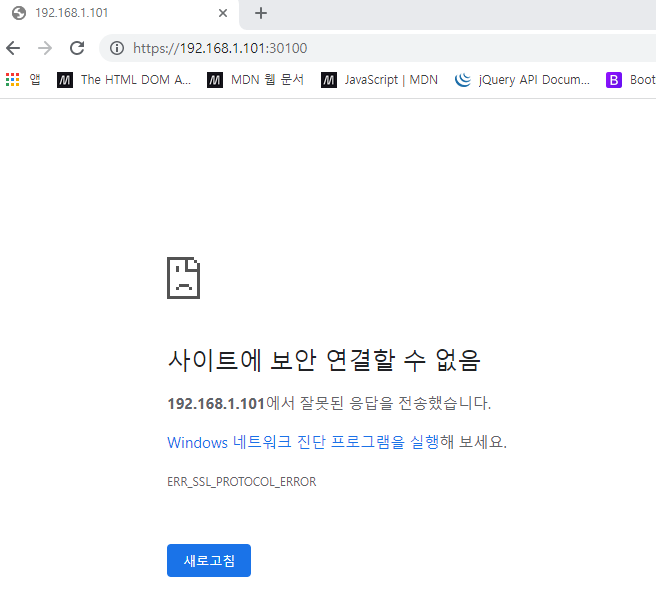 192.168.1.101
https://192.168.1.101:30100
앱 The HTML DOM A... MDN 웹 문서 JavaScript | MDN jQuery API Docum... B Boot
사이트에 보안 연결할 수 없음
192.168.1.101에서 잘못된 응답을 전송했습니다.
Windows 네트워크 진단 프로그램을 실행해 보세요.
ERR_SSL_PROTOCOL_ERROR
새로고침